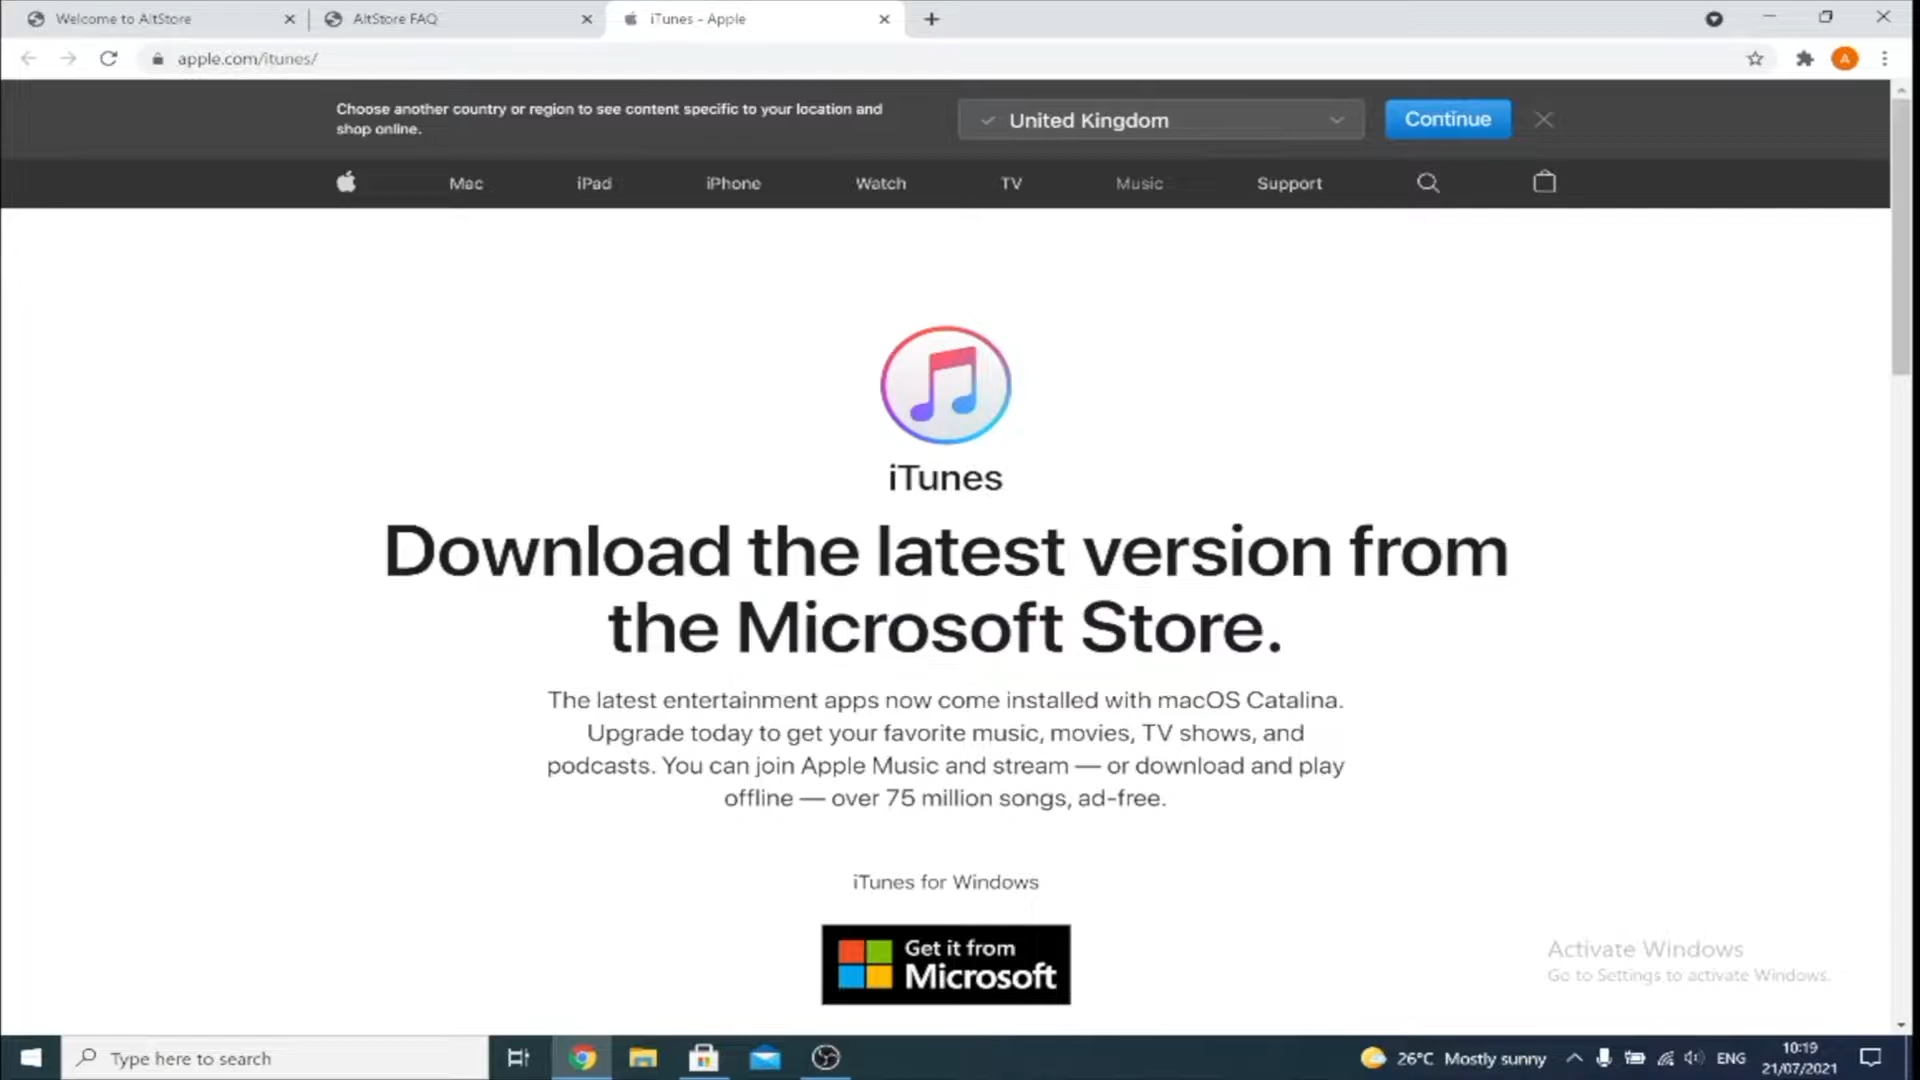 Welcome to AltStore
AltStore FAQ
iTunes - Apple
apple.com/itunes/
A
Choose another country or region to see content specific to your location and
shop online.
United Kingdom
Continue
Mac
iPad
iPhone
Watch
TV
Music
Support
iTunes
Download the latest version from
the Microsoft Store.
The latest entertainment apps now come installed with macOS Catalina.
Upgrade today to get your favorite music, movies, TV shows, and
podcasts. You can join Apple Music and stream — or download and play
offline — over 75 million songs, ad-free.
iTunes for Windows
Get it from
Microsoft
Activate Windows
Go to Settings to activate Windows.
Type here to search
26°C Mostly sunny
ENG
10:19
21/07/2021